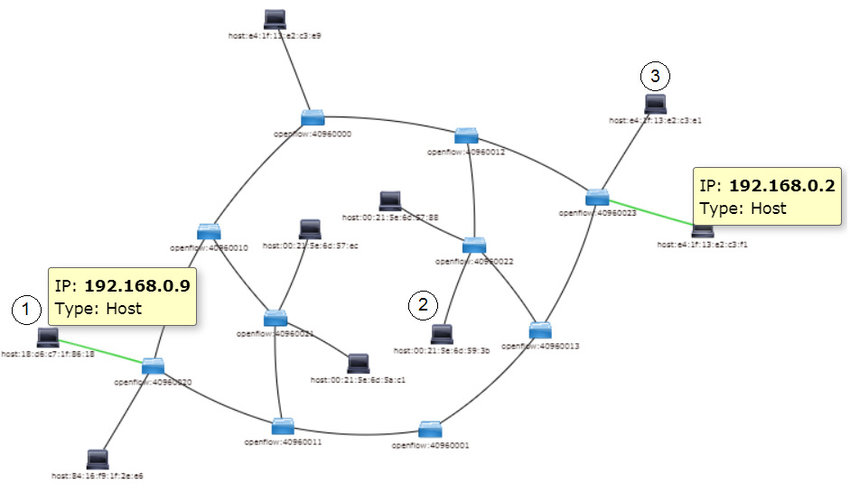 host:e4:1f:13:e2:c3:e9
3
host:e4:1f:13:e2:c3:e1
openflow:40960000
openflow:40960012
IP: 192.168.0.2
Type: Host
host:00:21:5e:6d:57:88
openflow:40960023
host:00:21:5e:6d:57:ec
host:e4:1f:13:e2:c3:f1
openflow:40960010
openflow:40960022
IP: 192.168.0.9
Type: Host
1
2
openflow:40960021
openflow:40960013
host:00:21:5e:6d:59:3b
host:18:d6:c7:1f:86:18
host:00:21:5e:6d:5a:c1
openflow:40960020
openflow:40960011
openflow:40960001
host:84:16:f9:1f:2e:e6